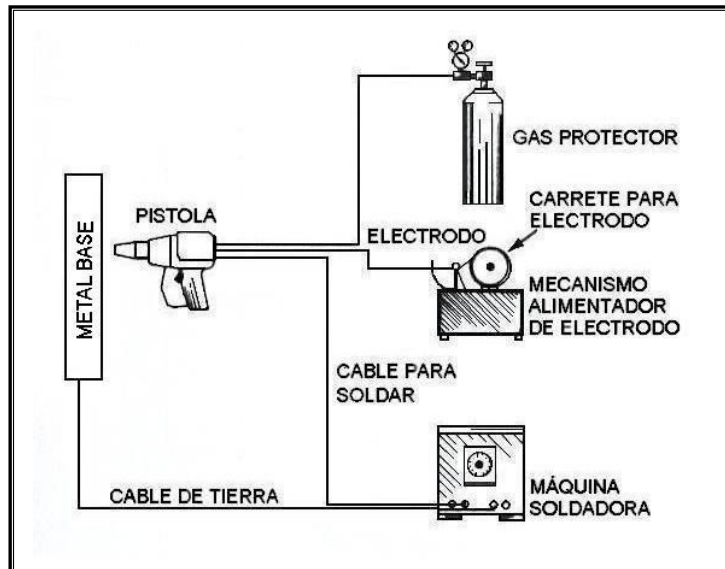 GAS PROTECTOR
CARRETE PARA
ELECTRODO
PISTOLA
ELECTRODO
METAL BASE
MECANISMO
ALIMENTADOR
DE ELECTRODO
CABLE PARA
SOLDAR
CABLE DE TIERRA
MÁQUINA
SOLDADORA